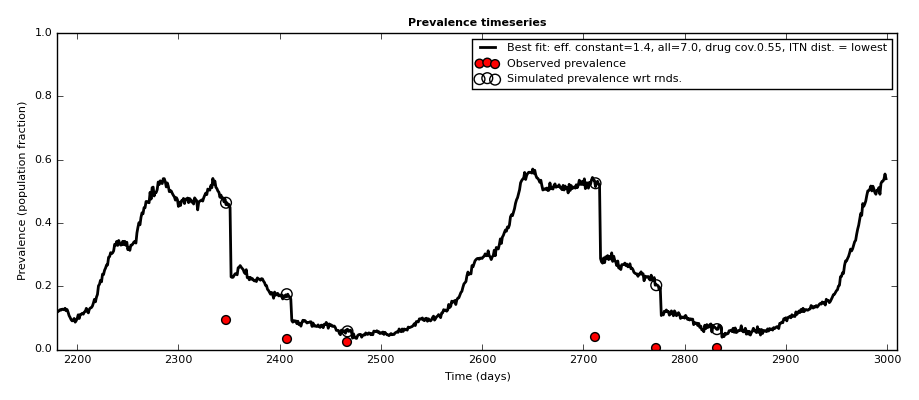 Prevalence timeseries
Best fit: eff. constant=1.4, all=7.0, drug cov.0.55, ITN dist. = lowest
Observed prevalence
Simulated prevalence wrt rnds.
Prevalence (population fraction)
1.0
0.8
0.6
0.4
0.2
0.0
2200 2300 2400 2500 2600 2700 2800 2900 3000
Time (days)